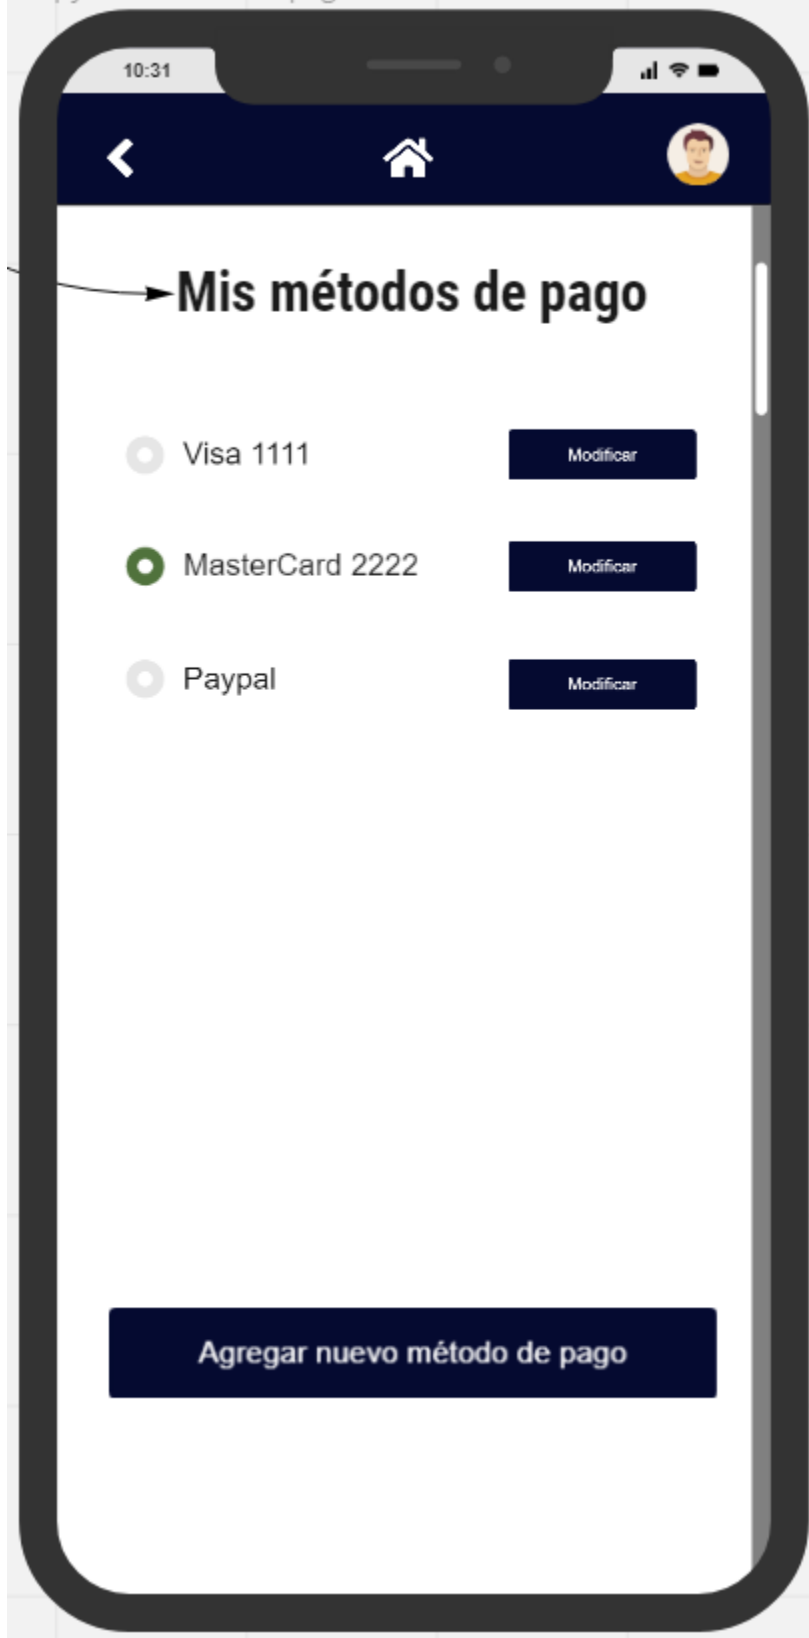 10:31
Mis métodos de pago
Visa 1111
Modificar
MasterCard 2222
Modificar
Paypal
Modificar
Agregar nuevo método de pago